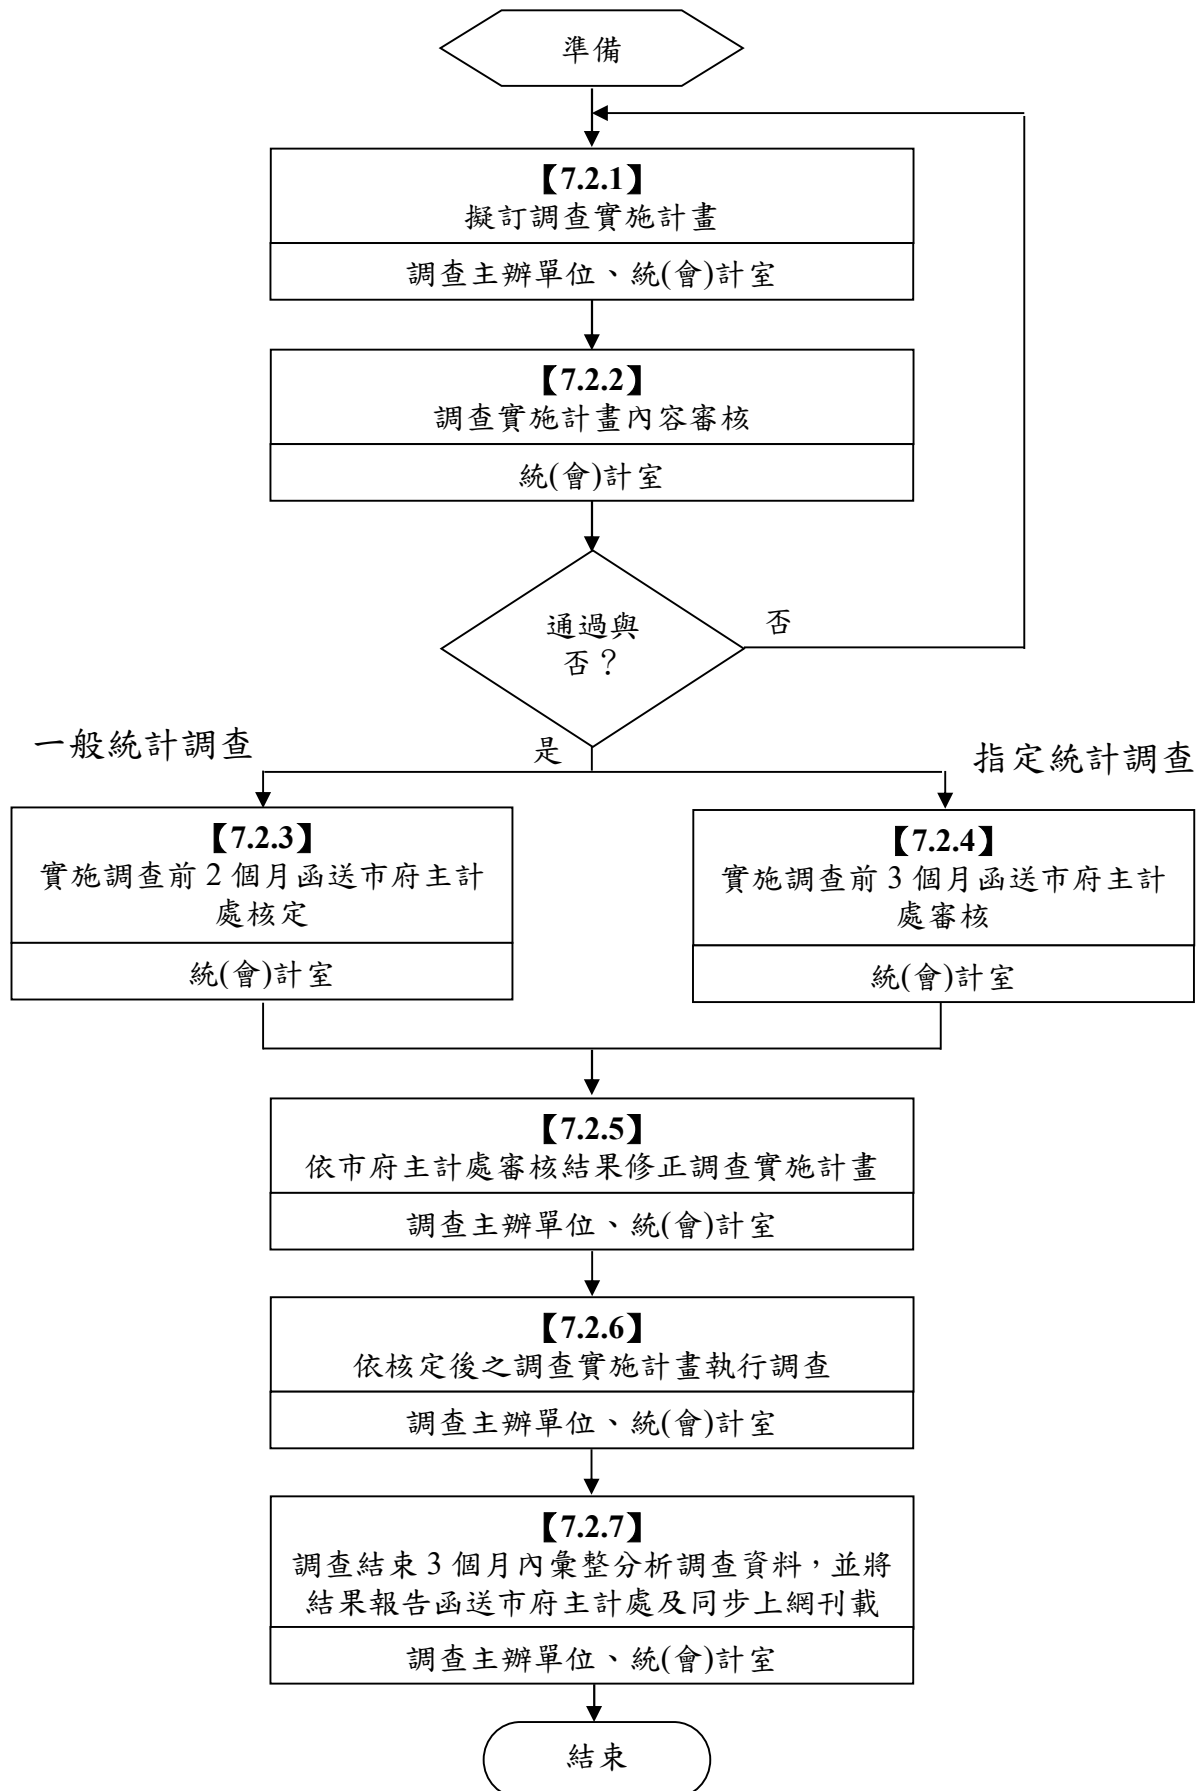 準備
【7.2.1】
擬訂調查實施計畫
調查主辦單位、統(會)計室
【7.2.2】
調查實施計畫內容審核
統(會)計室
通過與
否？
否
是
一般統計調查
指定統計調查
【7.2.3】
實施調查前 2 個月函送市府主計
處核定
統(會)計室
【7.2.4】
實施調查前 3 個月函送市府主計
處審核
統(會)計室
【7.2.5】
依市府主計處審核結果修正調查實施計畫
調查主辦單位、統(會)計室
【7.2.6】
依核定後之調查實施計畫執行調查
調查主辦單位、統(會)計室
【7.2.7】
調查結束 3 個月內彙整分析調查資料，並將
結果報告函送市府主計處及同步上網刊載
調查主辦單位、統(會)計室
結束